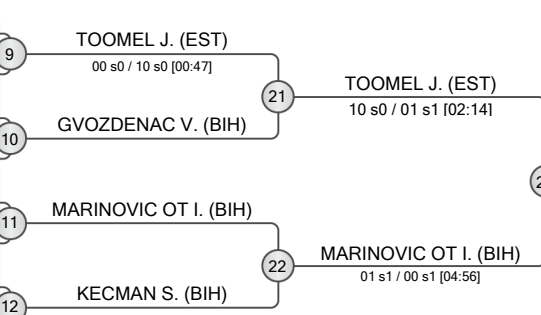 9
TOOMEL J. (EST)
00 s0 / 10 s0 [00:47]
21
TOOMEL J. (EST)
10 s0 / 01 s1 [02:14]
10
GVOZDENAC V. (BIH)
11
MARINOVIC OT I. (BIH)
22
MARINOVIC OT I. (BIH)
01 s1 / 00 s1 [04:56]
12
KECMAN S. (BIH)